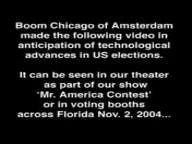 Boom Chicago of Amsterdam
made the following video in
anticipation of technological
advances in US elections.
It can be seen in our theater
as part of our show
'Mr. America Contest'
or in voting booths
across Florida Nov. 2, 2004...